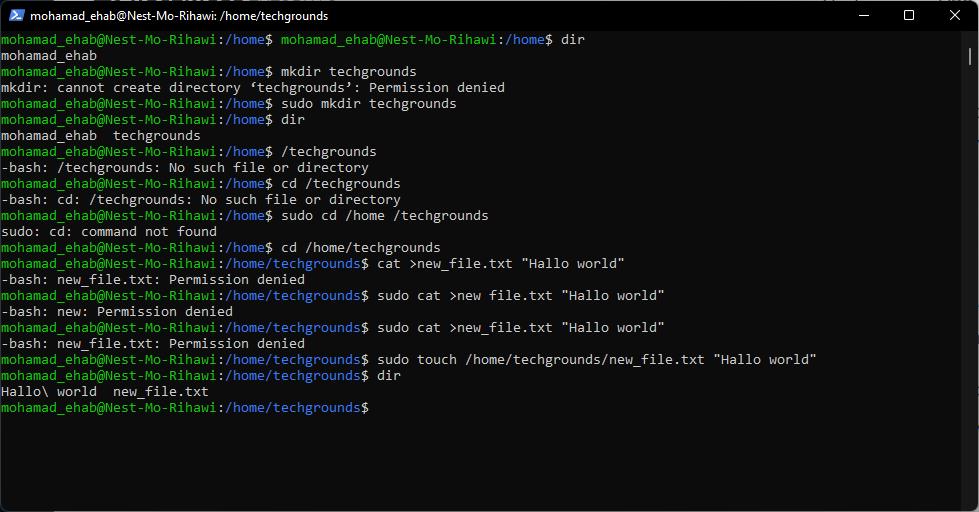 mohamad_ehab@Nest-Mo-Rihawi: /home/techgrounds
mohamad_ehab@Nest-Mo-Rihawi:/home$ mohamad_ehab@Nest-Mo-Rihawi:/home$ dir
mohamad_ehab
mohamad_ehab@Nest-Mo-Rihawi:/home$ mkdir techgrounds
mkdir: cannot create directory ‘techgrounds’: Permission denied
mohamad_ehab@Nest-Mo-Rihawi:/home$ sudo mkdir techgrounds
mohamad_ehab@Nest-Mo-Rihawi:/home$ dir
mohamad_ehab  techgrounds
mohamad_ehab@Nest-Mo-Rihawi:/home$ /techgrounds
-bash: /techgrounds: No such file or directory
mohamad_ehab@Nest-Mo-Rihawi:/home$ cd /techgrounds
-bash: cd: /techgrounds: No such file or directory
mohamad_ehab@Nest-Mo-Rihawi:/home$ sudo cd /home /techgrounds
sudo: cd: command not found
mohamad_ehab@Nest-Mo-Rihawi:/home$ cd /home/techgrounds
mohamad_ehab@Nest-Mo-Rihawi:/home/techgrounds$ cat >new_file.txt "Hallo world"
-bash: new_file.txt: Permission denied
mohamad_ehab@Nest-Mo-Rihawi:/home/techgrounds$ sudo cat >new file.txt "Hallo world"
-bash: new: Permission denied
mohamad_ehab@Nest-Mo-Rihawi:/home/techgrounds$ sudo cat >new_file.txt "Hallo world"
-bash: new_file.txt: Permission denied
mohamad_ehab@Nest-Mo-Rihawi:/home/techgrounds$ sudo touch /home/techgrounds/new_file.txt "Hallo world"
mohamad_ehab@Nest-Mo-Rihawi:/home/techgrounds$ dir
Hallo\ world  new_file.txt
mohamad_ehab@Nest-Mo-Rihawi:/home/techgrounds$